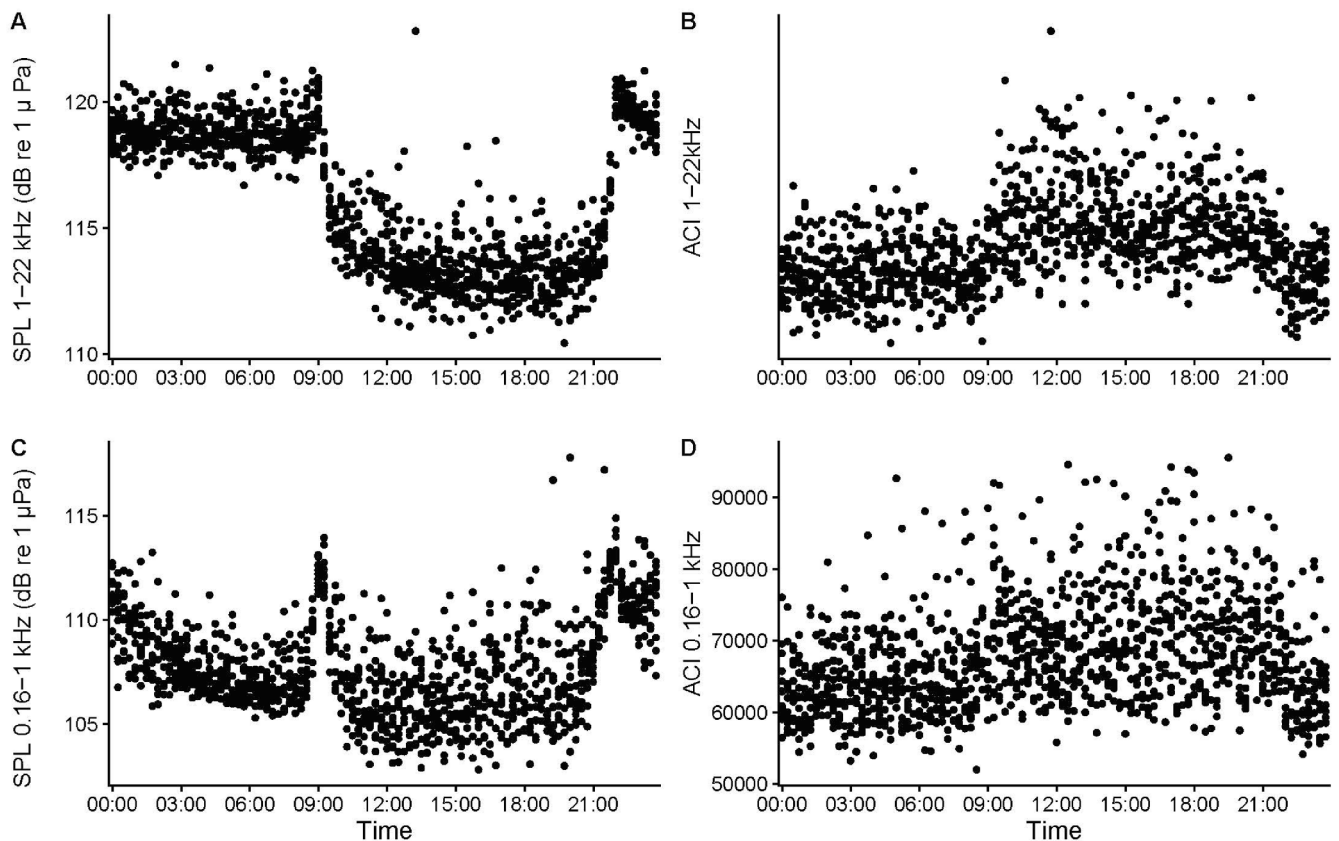 A
SPL 1−22 kHz (dB re 1 µ Pa)
120
115
110
00:00 03:00 06:00 09:00 12:00 15:00 18:00 21:00
B
ACI 1−22kHz
00:00 03:00 06:00 09:00 12:00 15:00 18:00 21:00
C
SPL 0.16−1 kHz (dB re 1 µPa)
115
110
105
00:00 03:00 06:00 09:00 12:00 15:00 18:00 21:00
Time
D
ACI 0.16−1 kHz
90000
80000
70000
60000
50000
00:00 03:00 06:00 09:00 12:00 15:00 18:00 21:00
Time